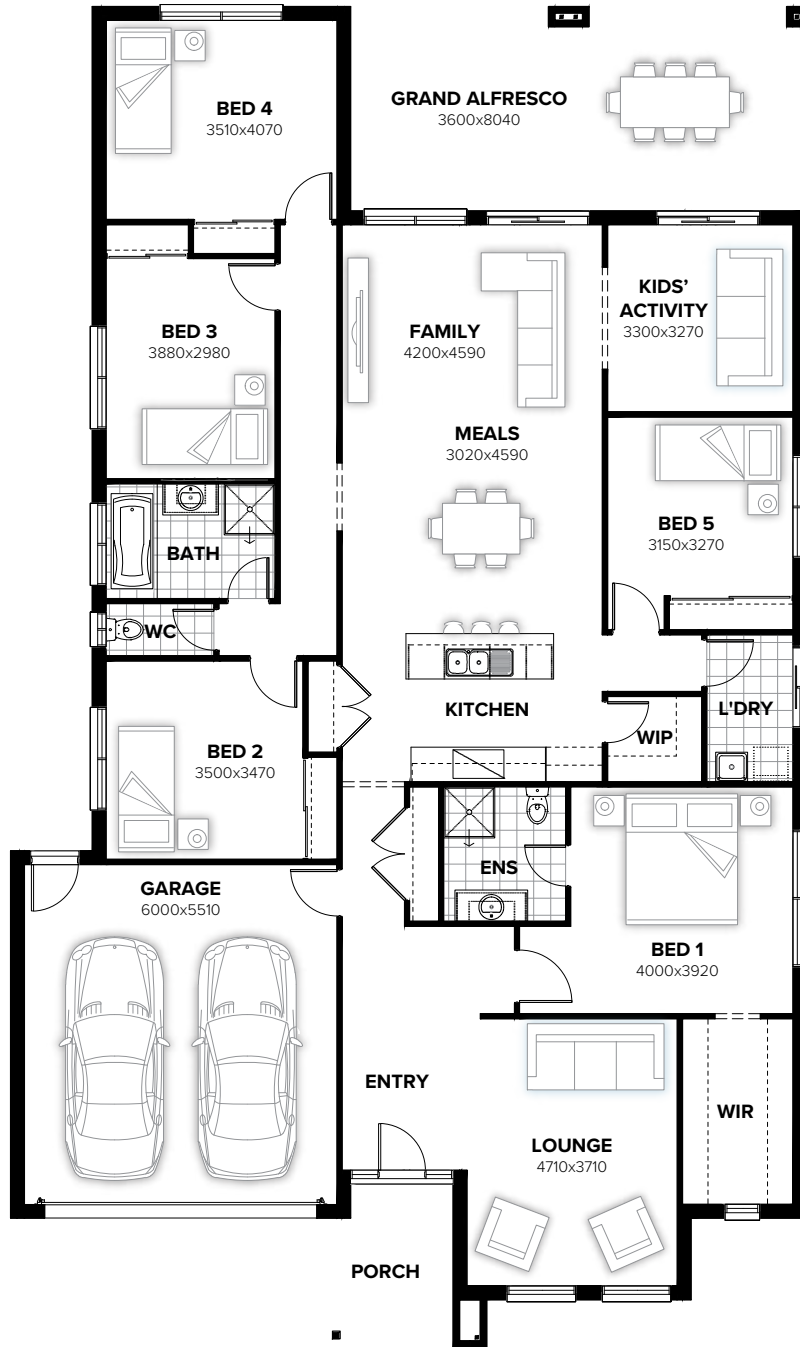 BED 4
3510x4070
GRAND ALFRESCO
3600x8040
BED 3
3880x2980
FAMILY
4200x4590
KIDS'
ACTIVITY
3300x3270
MEALS
3020x4590
BED 5
3150x3270
BATH
WC
KITCHEN
WIP
L'DRY
BED 2
3500x3470
ENS
GARAGE
6000x5510
BED 1
4000x3920
ENTRY
LOUNGE
4710x3710
WIR
PORCH